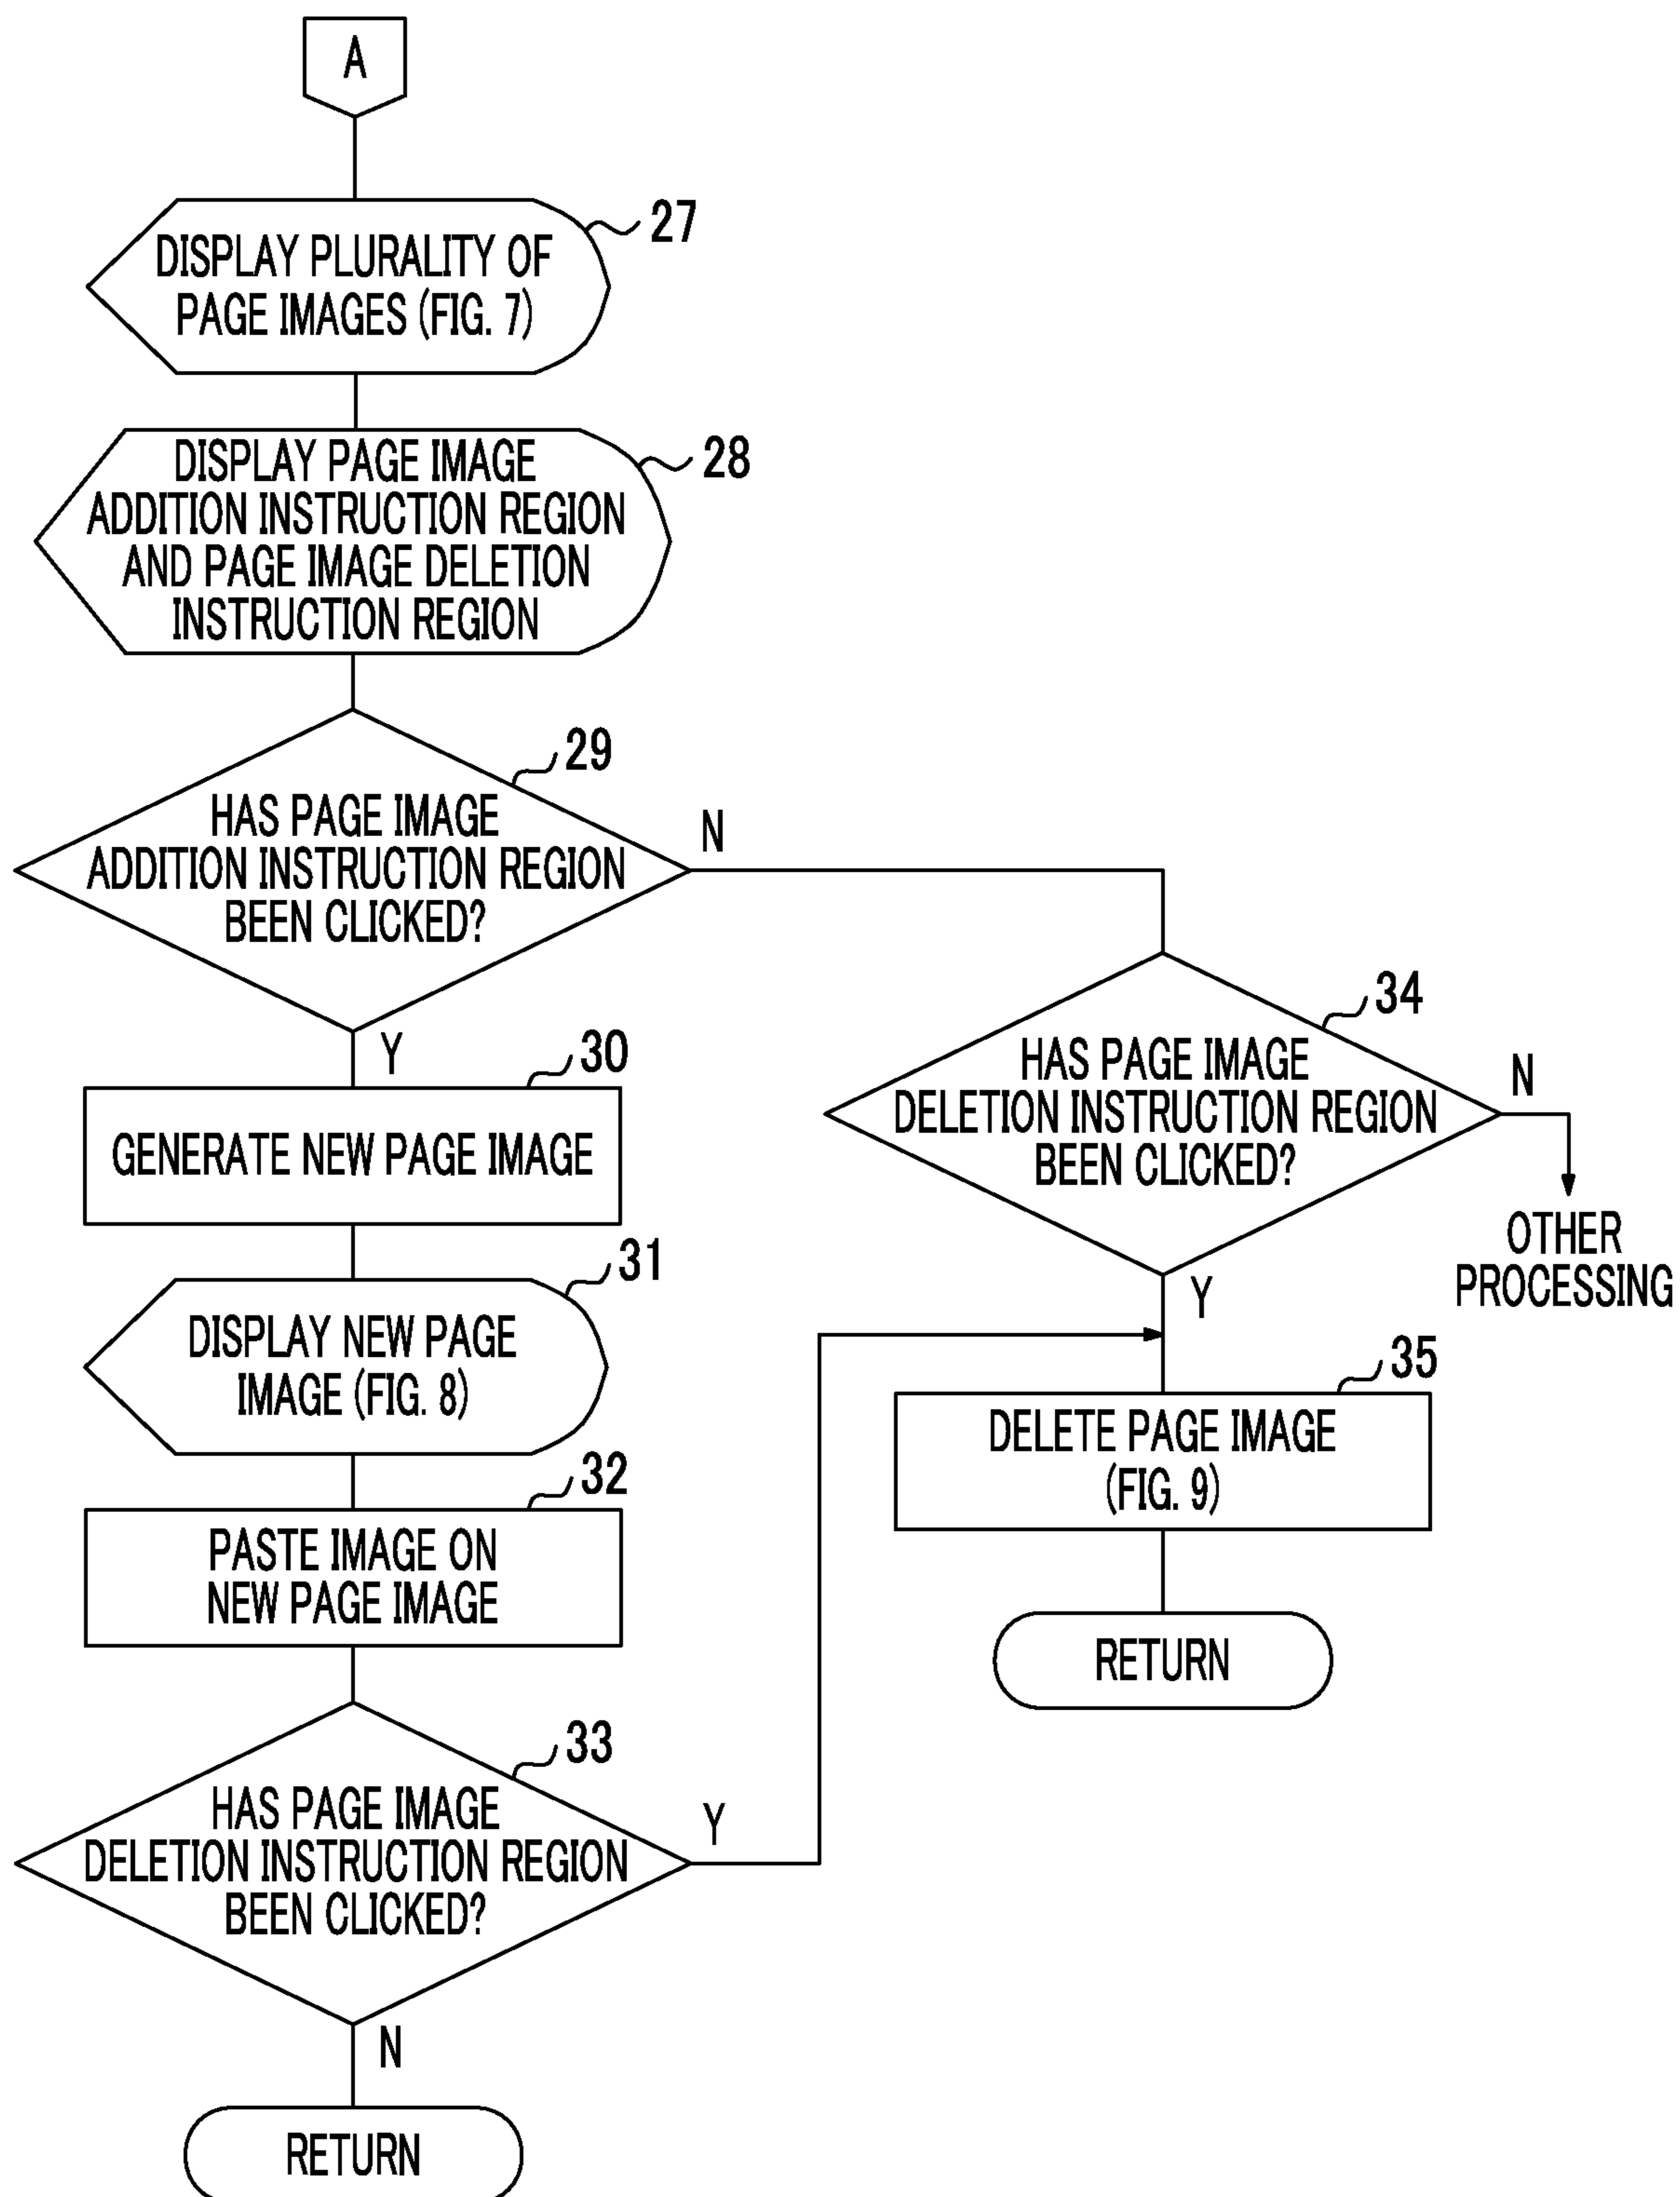 A
27
DISPLAY PLURALITY OF
PAGE IMAGES (FIG. 7)
28
DISPLAY PAGE IMAGE
ADDITION INSTRUCTION REGION
AND PAGE IMAGE DELETION
INSTRUCTION REGION
29
HAS PAGE IMAGE
ADDITION INSTRUCTION REGION
BEEN CLICKED?
N
Y
30
GENERATE NEW PAGE IMAGE
31
DISPLAY NEW PAGE
IMAGE (FIG. 8)
32
PASTE IMAGE ON
NEW PAGE IMAGE
33
HAS PAGE IMAGE
DELETION INSTRUCTION REGION
BEEN CLICKED?
Y
N
RETURN
34
HAS PAGE IMAGE
DELETION INSTRUCTION REGION
BEEN CLICKED?
N
OTHER
PROCESSING
Y
35
DELETE PAGE IMAGE
(FIG. 9)
RETURN